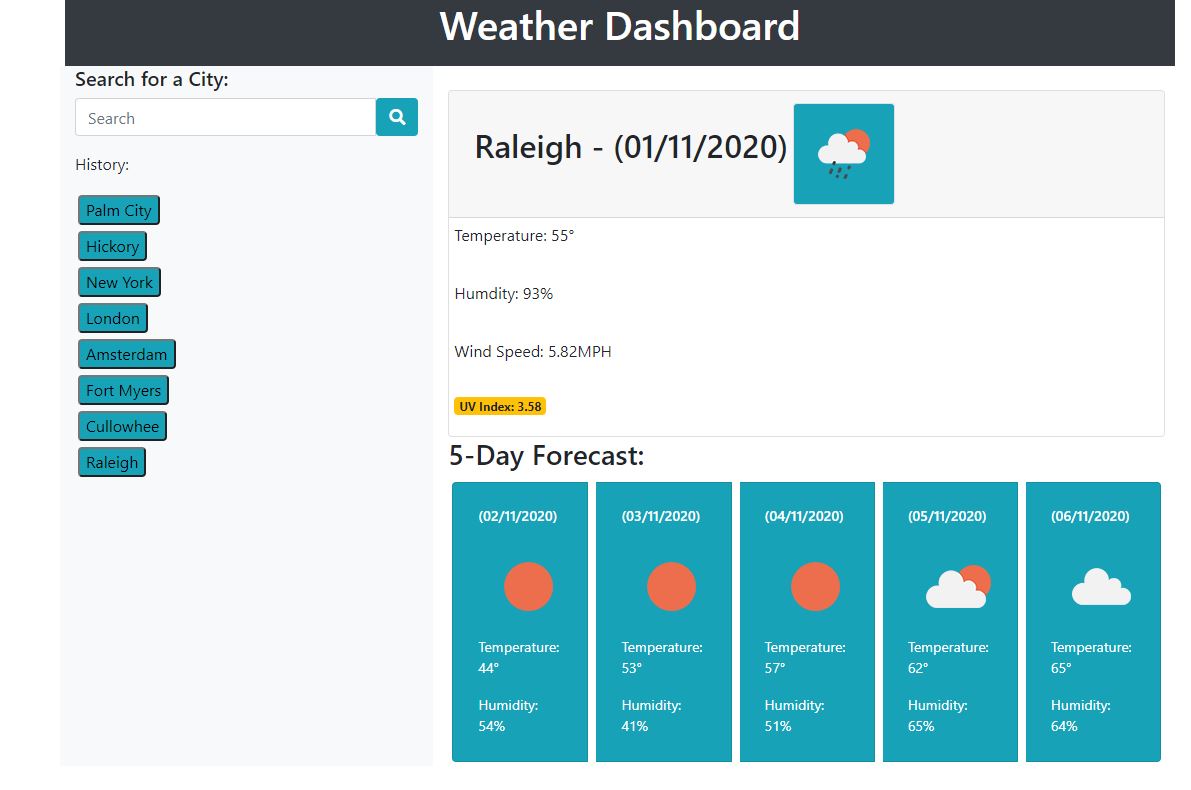 Weather Dashboard
Search for a City:
Search
History:
Palm City
Hickory
New York
London
Amsterdam
Fort Myers
Cullowhee
Raleigh
Raleigh - (01/11/2020)
Temperature: 55°
Humdity: 93%
Wind Speed: 5.82MPH
UV Index: 3.58
5-Day Forecast:
(02/11/2020)
Temperature:
44°
Humidity:
54%
(03/11/2020)
Temperature:
53°
Humidity:
41%
(04/11/2020)
Temperature:
57°
Humidity:
51%
(05/11/2020)
Temperature:
62°
Humidity:
65%
(06/11/2020)
Temperature:
65°
Humidity:
64%